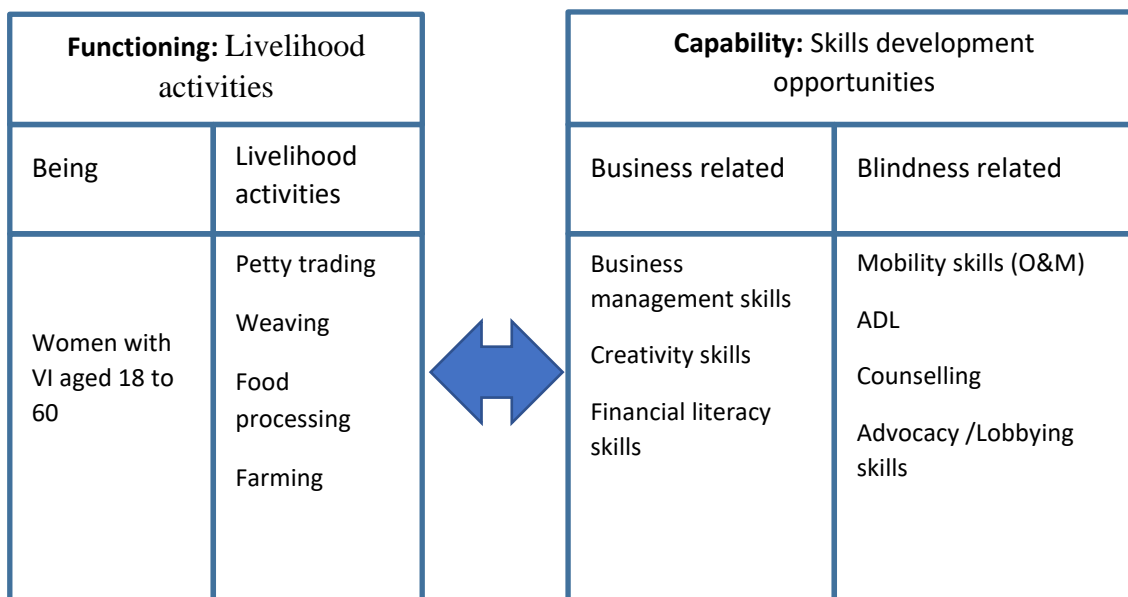 Functioning: Livelihood
activities
Being
Livelihood
activities
Women with
VI aged 18 to
60
Petty trading
Weaving
Food
processing
Farming
Capability: Skills development
opportunities
Business related
Blindness related
Business
management skills
Creativity skills
Financial literacy
skills
Mobility skills (O&M)
ADL
Counselling
Advocacy /Lobbying
skills